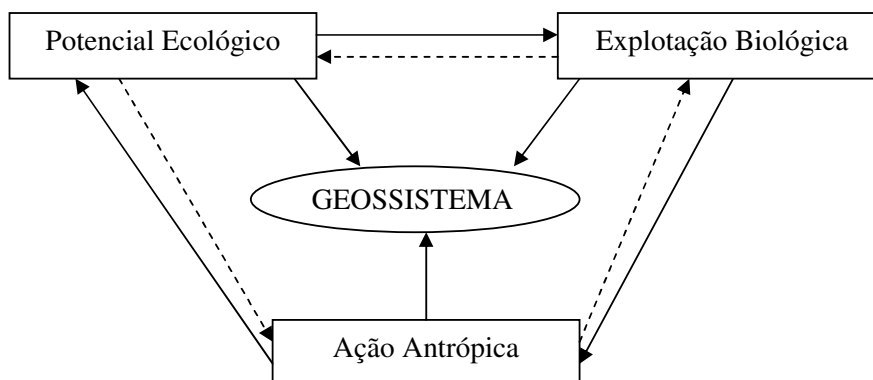 Potencial Ecológico
Explotação Biológica
GEOSSISTEMA
Ação Antrópica